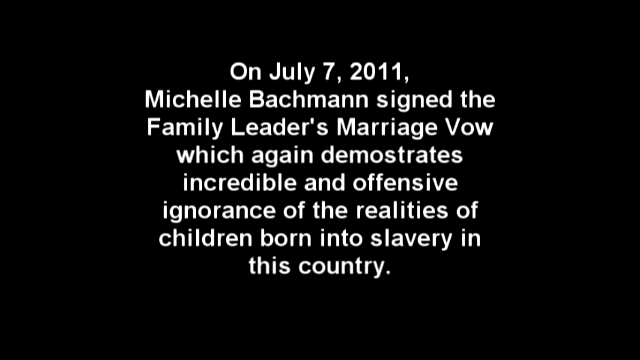 On July 7, 2011,
Michelle Bachmann signed the
Family Leader's Marriage Vow
which again demostrates
incredible and offensive
ignorance of the realities of
children born into slavery in
this country.